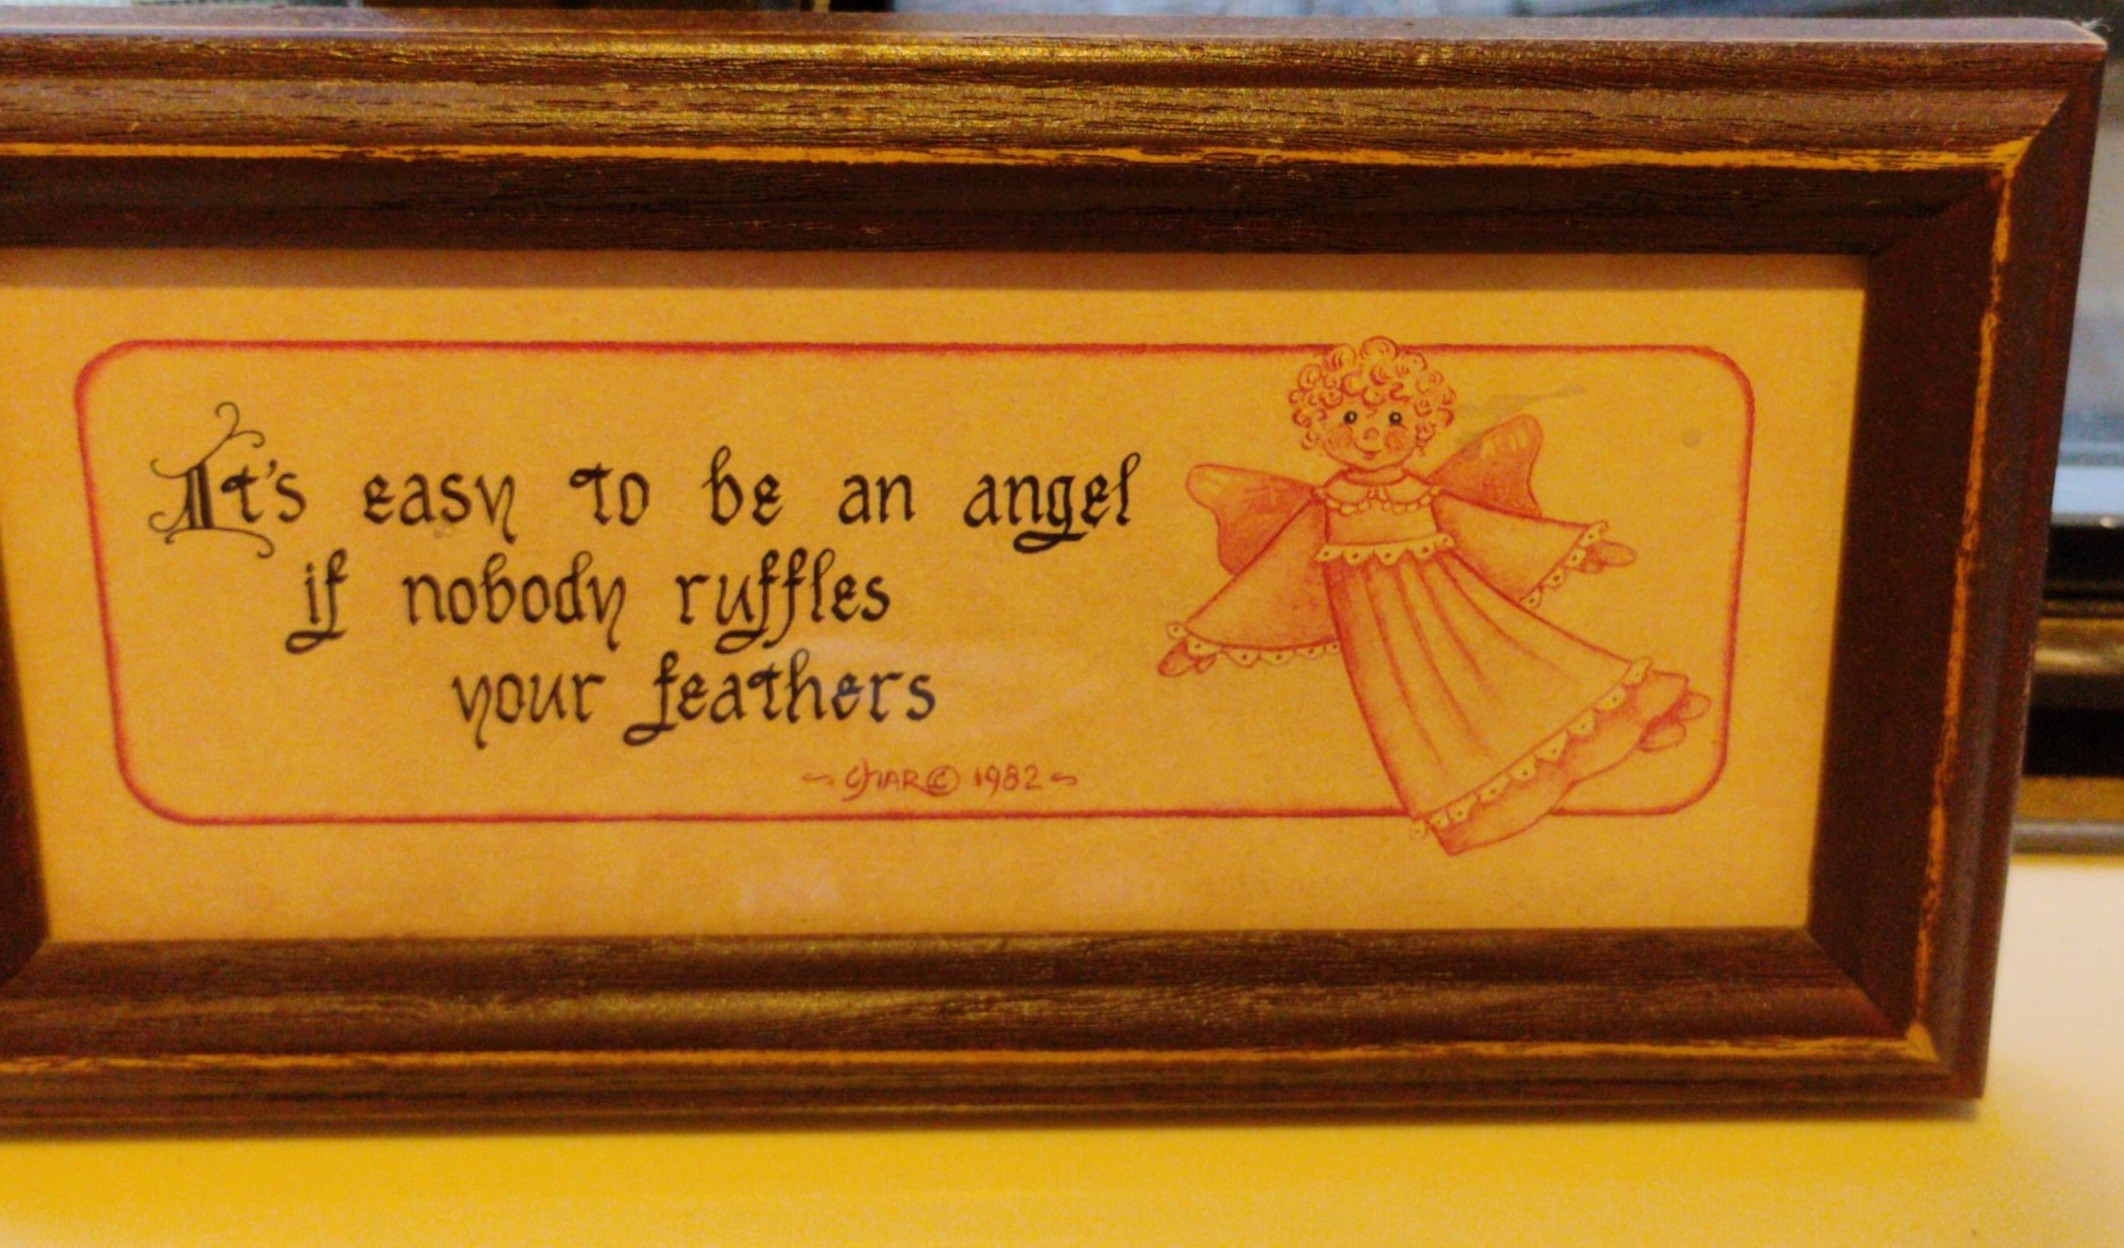 It's easy to be an angel
if nobody ruffles
your feathers
~ CHAR © 1982 ~